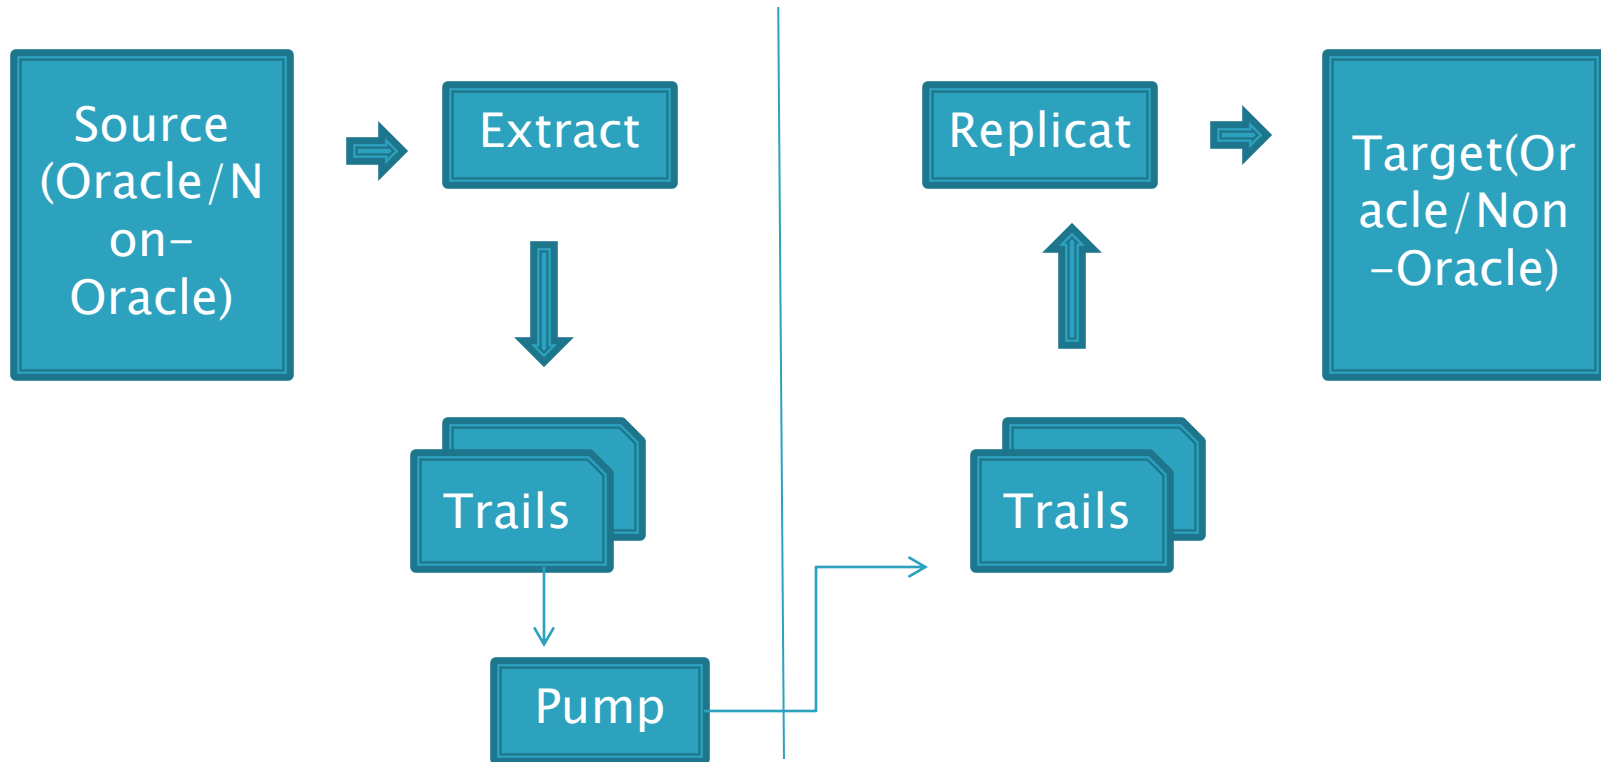 Source
(Oracle/N
on-
Oracle)
Extract
Trails
Pump
Replicat
Trails
Target(Or
acle/Non
-Oracle)